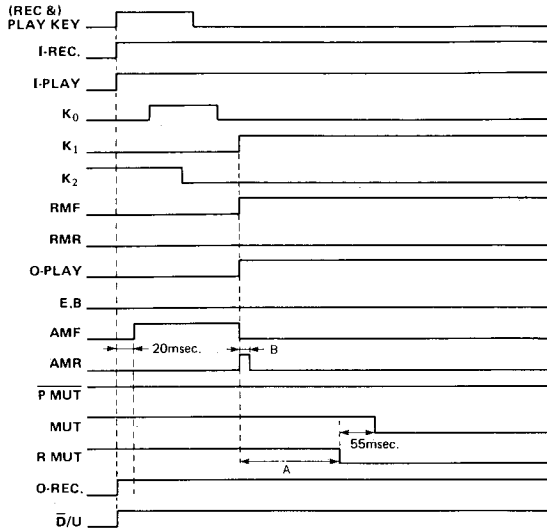 (REC &)
PLAY KEY
I-REC.
I-PLAY
K₀
K₁
K₂
RMF
RMR
O-PLAY
E.B
AMF
20msec.
B
AMR
P MUT
MUT
55msec.
R MUT
A
O-REC.
D̅/U